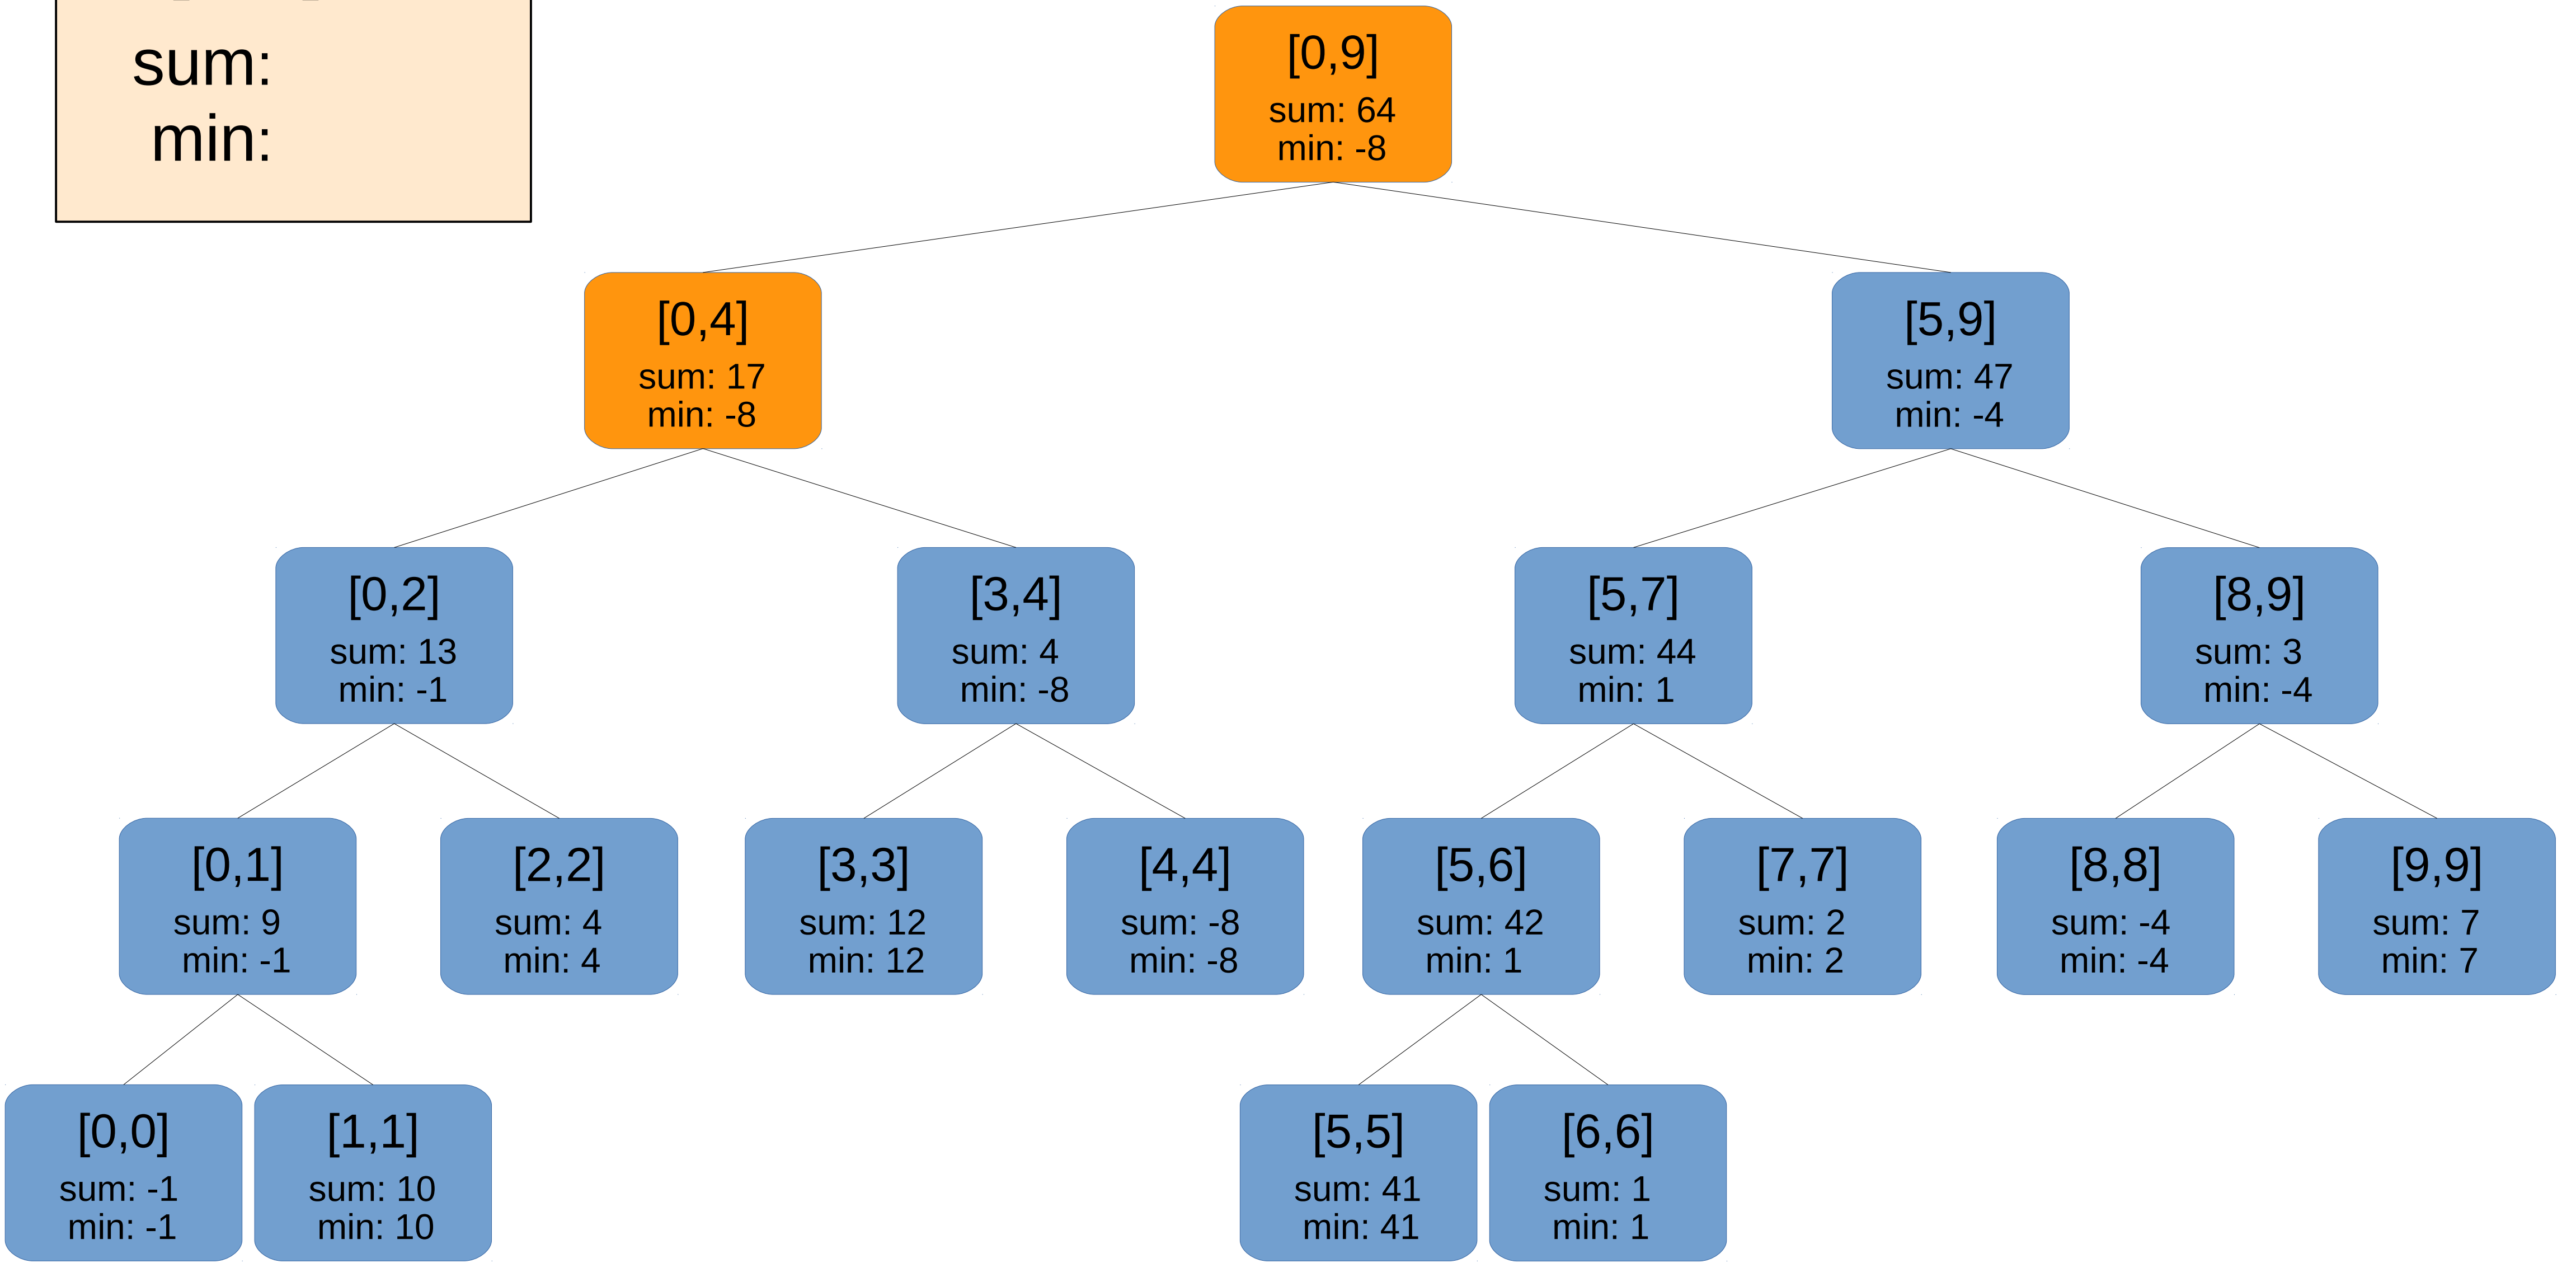 sum:
min:
[0,9]
sum: 64
min: -8
[0,4]
sum: 17
min: -8
[5,9]
sum: 47
min: -4
[0,2]
sum: 13
min: -1
[3,4]
sum: 4
min: -8
[5,7]
sum: 44
min: 1
[8,9]
sum: 3
min: -4
[0,1]
sum: 9
min: -1
[2,2]
sum: 4
min: 4
[3,3]
sum: 12
min: 12
[4,4]
sum: -8
min: -8
[5,6]
sum: 42
min: 1
[7,7]
sum: 2
min: 2
[8,8]
sum: -4
min: -4
[9,9]
sum: 7
min: 7
[0,0]
sum: -1
min: -1
[1,1]
sum: 10
min: 10
[5,5]
sum: 41
min: 41
[6,6]
sum: 1
min: 1